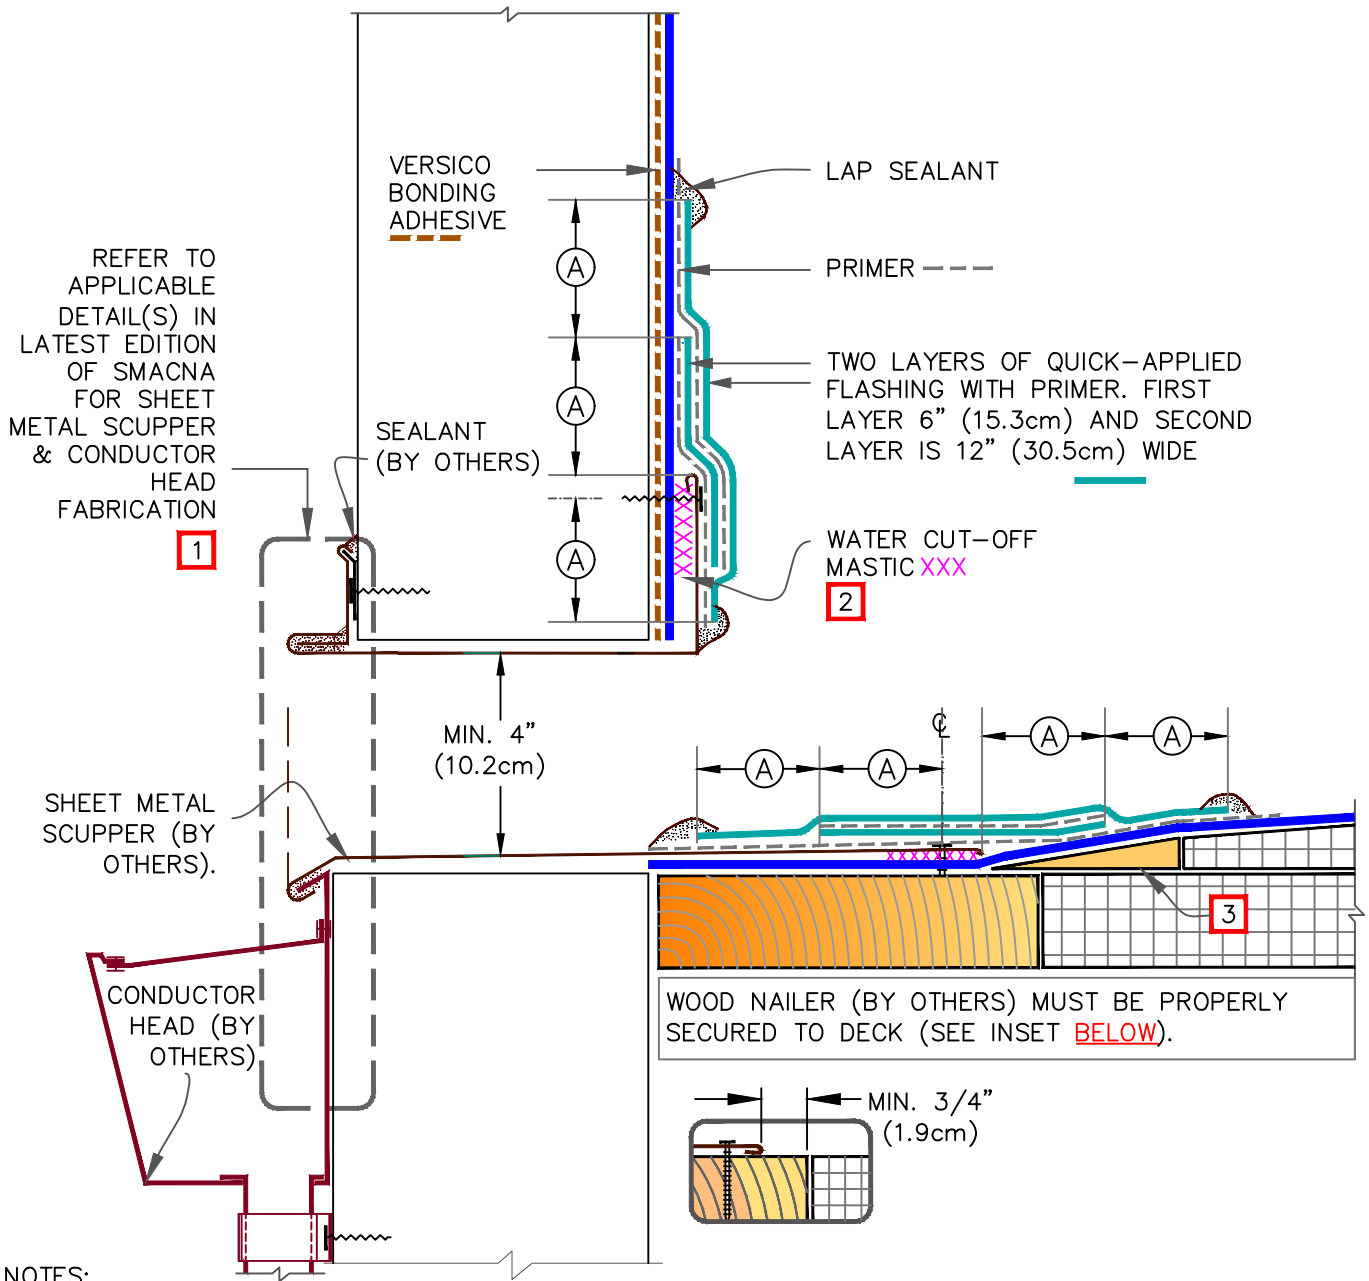 VERSICO
BONDING
ADHESIVE
LAP SEALANT
PRIMER
REFER TO
APPLICABLE
DETAIL(S) IN
LATEST EDITION
OF SMACNA
FOR SHEET
METAL SCUPPER
& CONDUCTOR
HEAD
FABRICATION
1
SEALANT
(BY OTHERS)
A
A
A
TWO LAYERS OF QUICK-APPLIED
FLASHING WITH PRIMER. FIRST
LAYER 6" (15.3cm) AND SECOND
LAYER IS 12" (30.5cm) WIDE
WATER CUT-OFF
MASTIC XXX
2
MIN. 4"
(10.2cm)
℄
A
A
A
A
SHEET METAL
SCUPPER (BY
OTHERS).
3
CONDUCTOR
HEAD (BY
OTHERS)
WOOD NAILER (BY OTHERS) MUST BE PROPERLY
SECURED TO DECK (SEE INSET BELOW).
MIN. 3/4"
(1.9cm)
NOTES: